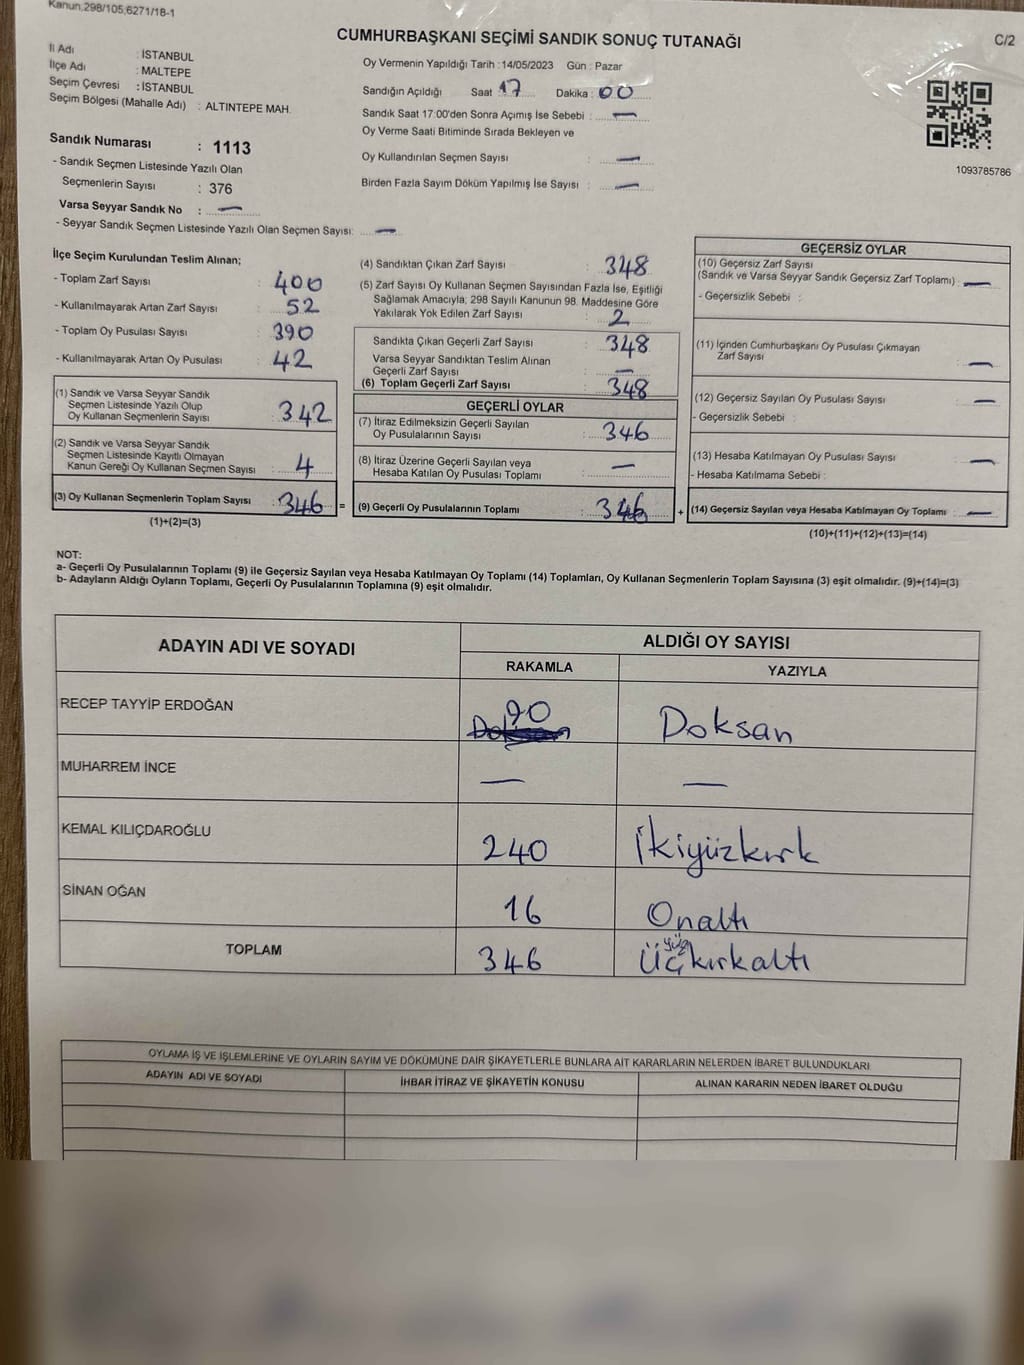 Kanun.298/105,6271/18-1
CUMHURBAŞKANI SEÇİMİ SANDIK SONUÇ TUTANAĞI
C/2
İl Adı : İSTANBUL
İlçe Adı : MALTEPE
Seçim Çevresi : İSTANBUL
Seçim Bölgesi (Mahalle Adı) : ALTINTEPE MAH.
Sandık Numarası : 1113
- Sandık Seçmen Listesinde Yazılı Olan
Seçmenlerin Sayısı : 376
Varsa Seyyar Sandık No : —
- Seyyar Sandık Seçmen Listesinde Yazılı Olan Seçmen Sayısı: —
Oy Vermenin Yapıldığı Tarih :14/05/2023 Gün : Pazar
Sandığın Açıldığı Saat 17 Dakika : 00
Sandık Saat 17:00'den Sonra Açımış İse Sebebi : —
Oy Verme Saati Bitiminde Sırada Bekleyen ve
Oy Kullandırılan Seçmen Sayısı : —
Birden Fazla Sayım Döküm Yapılmış İse Sayısı : —
1093785786
İlçe Seçim Kurulundan Teslim Alınan;
- Toplam Zarf Sayısı : 400
- Kullanılmayarak Artan Zarf Sayısı : 52
- Toplam Oy Pusulası Sayısı : 390
- Kullanılmayarak Artan Oy Pusulası : 42
(1) Sandık ve Varsa Seyyar Sandık
Seçmen Listesinde Yazılı Olup
Oy Kullanan Seçmenlerin Sayısı : 342
(2) Sandık ve Varsa Seyyar Sandık
Seçmen Listesinde Kayıtlı Olmayan
Kanun Gereği Oy Kullanan Seçmen Sayısı : 4
(3) Oy Kullanan Seçmenlerin Toplam Sayısı : 346 =
(1)+(2)=(3)
(4) Sandıktan Çıkan Zarf Sayısı : 348
(5) Zarf Sayısı Oy Kullanan Seçmen Sayısından Fazla İse, Eşitliği
Sağlamak Amacıyla, 298 Sayılı Kanunun 98. Maddesine Göre
Yakılarak Yok Edilen Zarf Sayısı : 2
Sandıkta Çıkan Geçerli Zarf Sayısı : 348
Varsa Seyyar Sandıktan Teslim Alınan
Geçerli Zarf Sayısı : —
(6) Toplam Geçerli Zarf Sayısı : 348
GEÇERLİ OYLAR
(7) İtiraz Edilmeksizin Geçerli Sayılan
Oy Pusulalarının Sayısı : 346
(8) İtiraz Üzerine Geçerli Sayılan veya
Hesaba Katılan Oy Pusulası Toplamı : —
(9) Geçerli Oy Pusulalarının Toplamı : 346 +
GEÇERSİZ OYLAR
(10) Geçersiz Zarf Sayısı
(Sandık ve Varsa Seyyar Sandık Geçersiz Zarf Toplamı) : —
- Geçersizlik Sebebi :
(11) İçinden Cumhurbaşkanı Oy Pusulası Çıkmayan
Zarf Sayısı : —
(12) Geçersiz Sayılan Oy Pusulası Sayısı : —
- Geçersizlik Sebebi :
(13) Hesaba Katılmayan Oy Pusulası Sayısı : —
- Hesaba Katılmama Sebebi :
(14) Geçersiz Sayılan veya Hesaba Katılmayan Oy Toplamı : —
(10)+(11)+(12)+(13)=(14)
NOT:
a- Geçerli Oy Pusulalarının Toplamı (9) ile Geçersiz Sayılan veya Hesaba Katılmayan Oy Toplamı (14) Toplamları, Oy Kullanan Seçmenlerin Toplam Sayısına (3) eşit olmalıdır. (9)+(14)=(3)
b- Adayların Aldığı Oyların Toplamı, Geçerli Oy Pusulalarının Toplamına (9) eşit olmalıdır.
ADAYIN ADI VE SOYADI
ALDIĞI OY SAYISI
RAKAMLA YAZIYLA
RECEP TAYYİP ERDOĞAN 90 Doksan
MUHARREM İNCE — —
KEMAL KILIÇDAROĞLU 240 İkiyüzkırk
SİNAN OĞAN 16 Onaltı
TOPLAM 346 Üçyüzkırkaltı
OYLAMA İŞ VE İŞLEMLERİNE VE OYLARIN SAYIM VE DÖKÜMÜNE DAİR ŞİKAYETLERLE BUNLARA AİT KARARLARIN NELERDEN İBARET BULUNDUKLARI
ADAYIN ADI VE SOYADI İHBAR İTİRAZ VE ŞİKAYETİN KONUSU ALINAN KARARIN NEDEN İBARET OLDUĞU